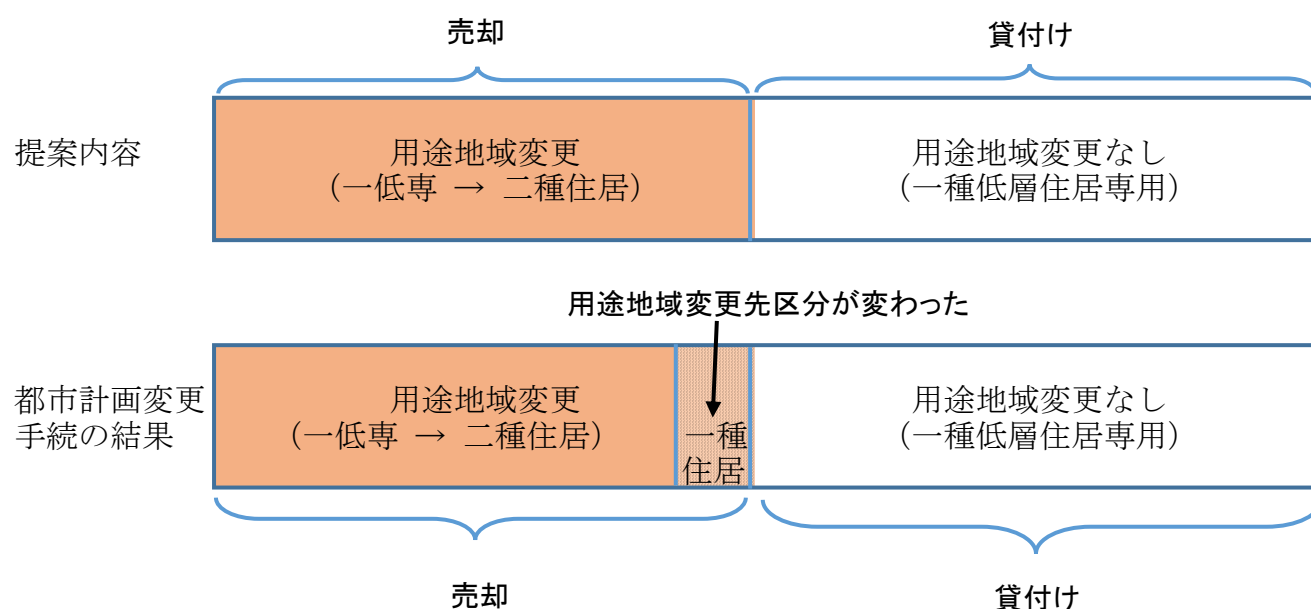 売却
貸付け
提案内容
用途地域変更
（一低専 → 二種住居）
用途地域変更なし
（一種低層住居専用）
用途地域変更先区分が変わった
都市計画変更
手続の結果
用途地域変更
（一低専 → 二種住居）
一種
住居
用途地域変更なし
（一種低層住居専用）
売却
貸付け